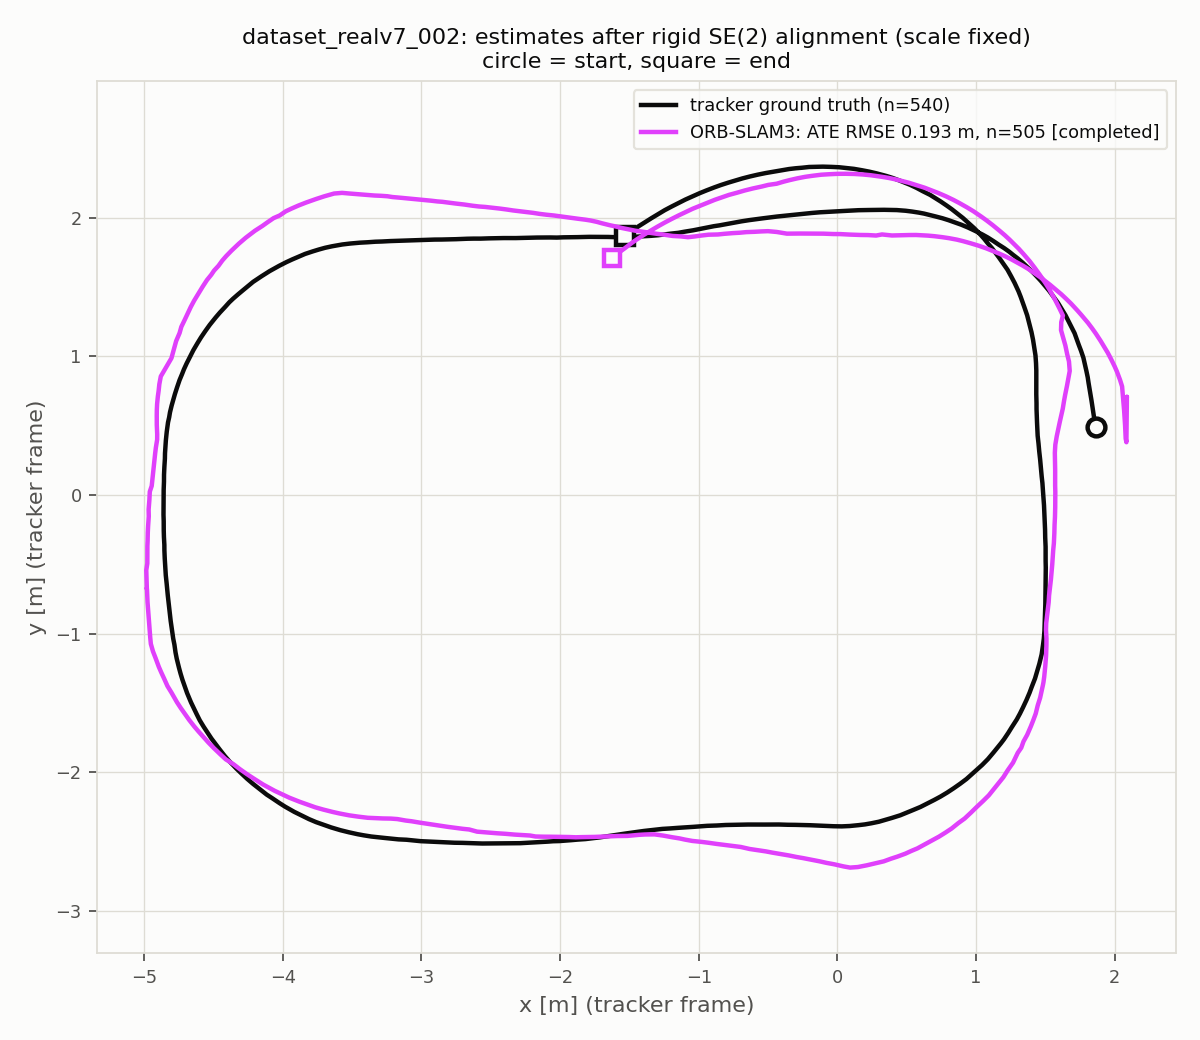 dataset_realv7_002: estimates after rigid SE(2) alignment (scale fixed)
circle = start, square = end
tracker ground truth (n=540)
ORB-SLAM3: ATE RMSE 0.193 m, n=505 [completed]
y [m] (tracker frame)
2
1
0
−1
−2
−3
−5
−4
−3
−2
−1
0
1
2
x [m] (tracker frame)